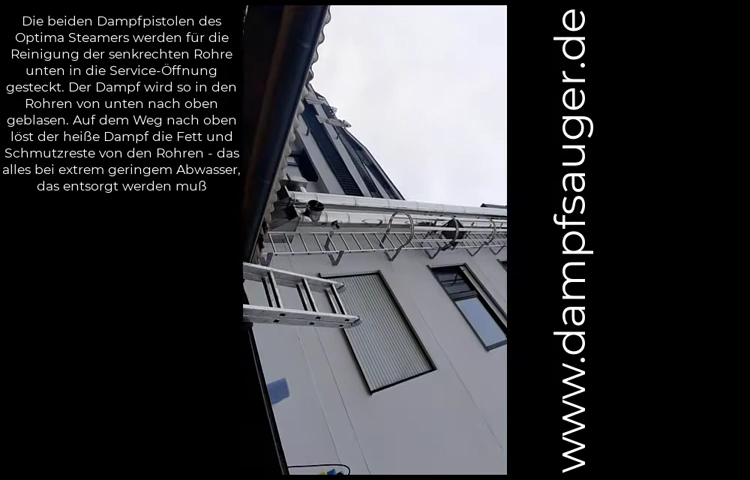 Die beiden Dampfpistolen des
Optima Steamers werden für die
Reinigung der senkrechten Rohre
unten in die Service-Öffnung
gesteckt. Der Dampf wird so in den
Rohren von unten nach oben
geblasen. Auf dem Weg nach oben
löst der heiße Dampf die Fett und
Schmutzreste von den Rohren - das
alles bei extrem geringem Abwasser,
das entsorgt werden muß
www.dampfsauger.de